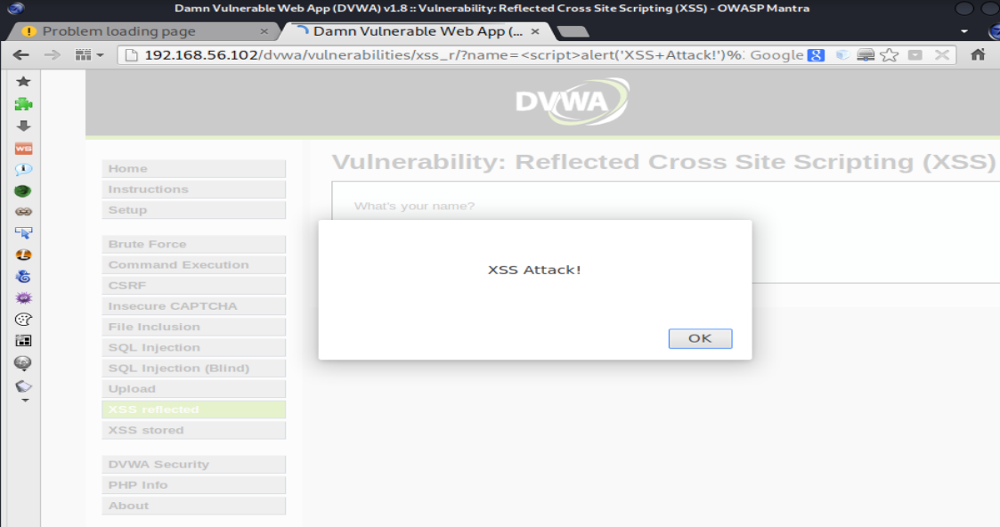 Damn Vulnerable Web App (DVWA) v1.8 :: Vulnerability: Reflected Cross Site Scripting (XSS) - OWASP Mantra
Problem loading page
Damn Vulnerable Web App (...
192.168.56.102/dvwa/vulnerabilities/xss_r/?name=<script>alert('XSS+Attack!')%: Google
DVWA
Home
Instructions
Setup
Brute Force
Command Execution
CSRF
Insecure CAPTCHA
File Inclusion
SQL Injection
SQL Injection (Blind)
Upload
XSS reflected
XSS stored
DVWA Security
PHP Info
About
Vulnerability: Reflected Cross Site Scripting (XSS)
What's your name?
XSS Attack!
OK